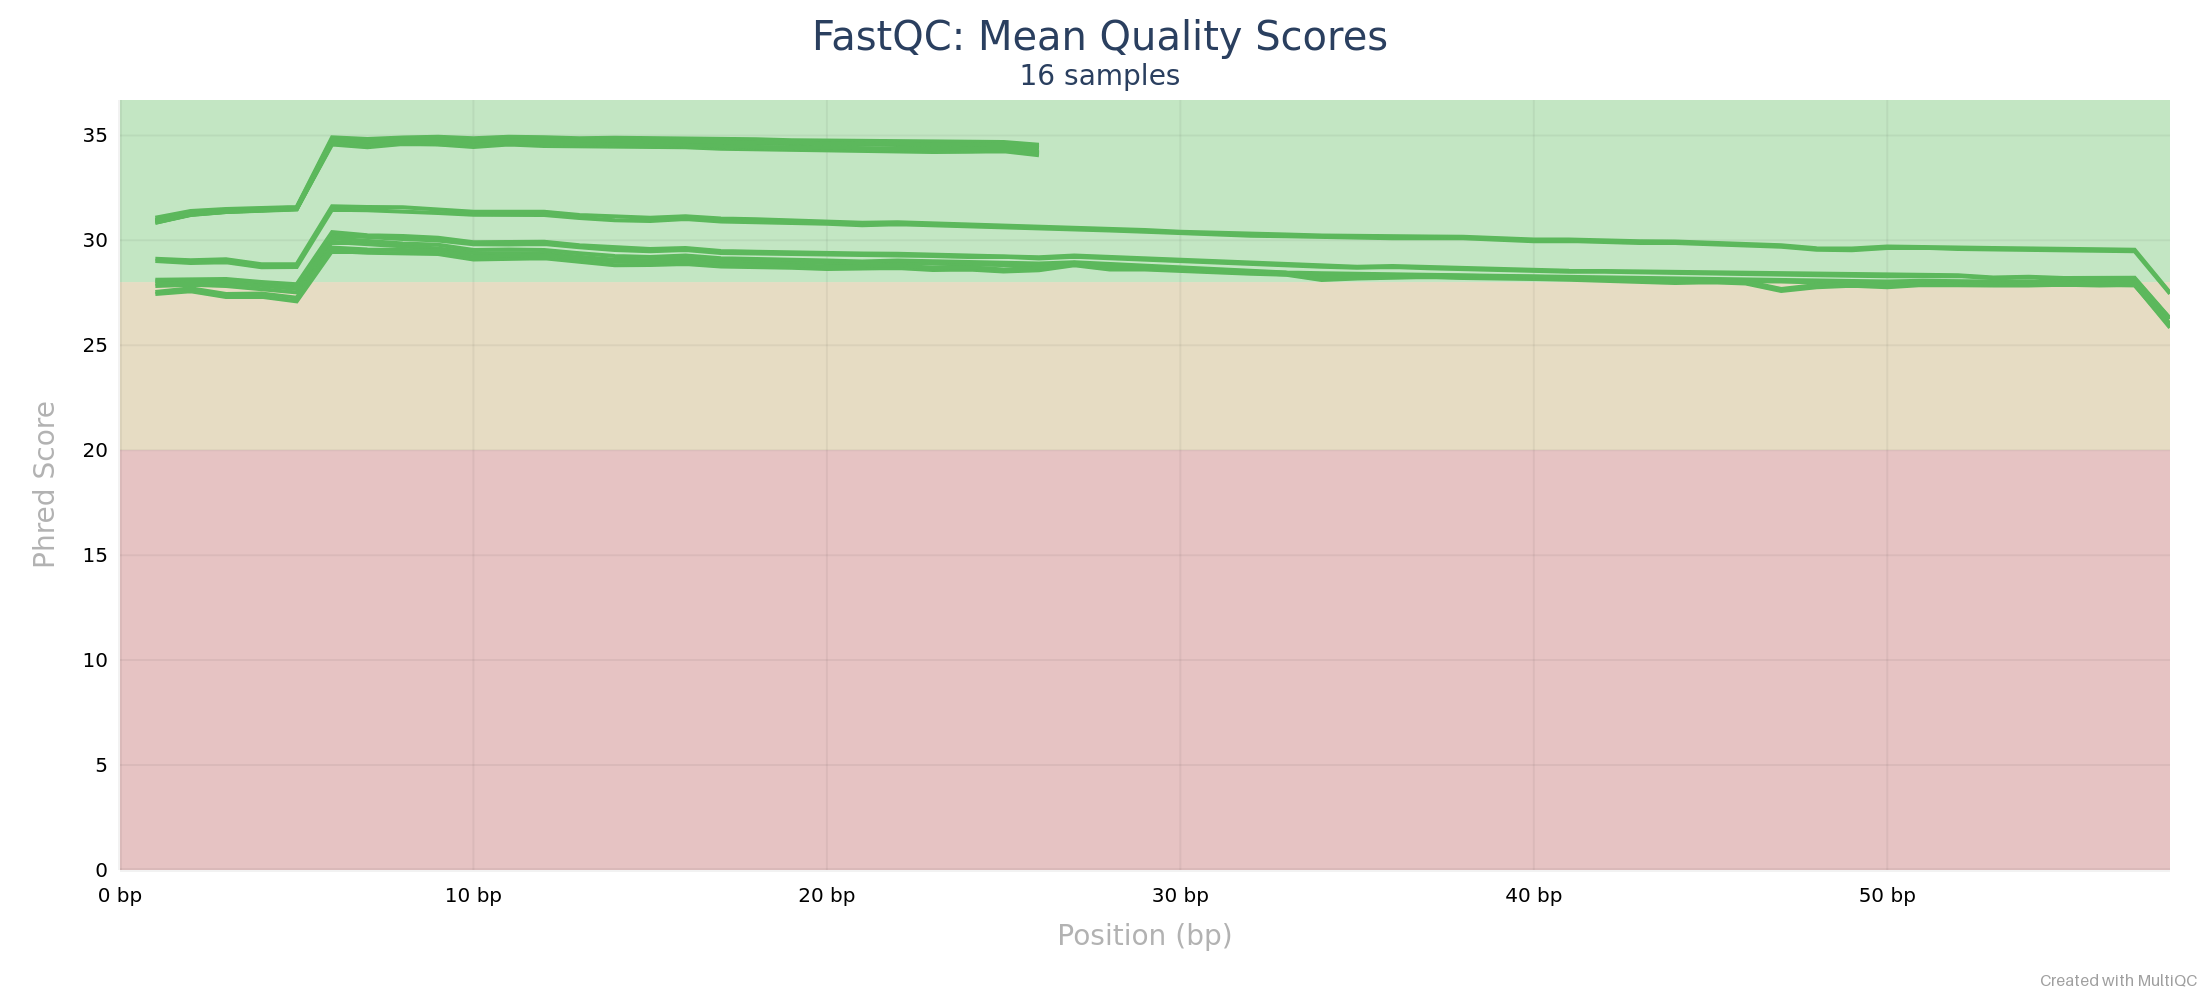 FastQC: Mean Quality Scores
16 samples
35
30
25
20
15
10
5
0
Phred Score
0 bp
10 bp
20 bp
30 bp
40 bp
50 bp
Position (bp)
Created with MultiQC